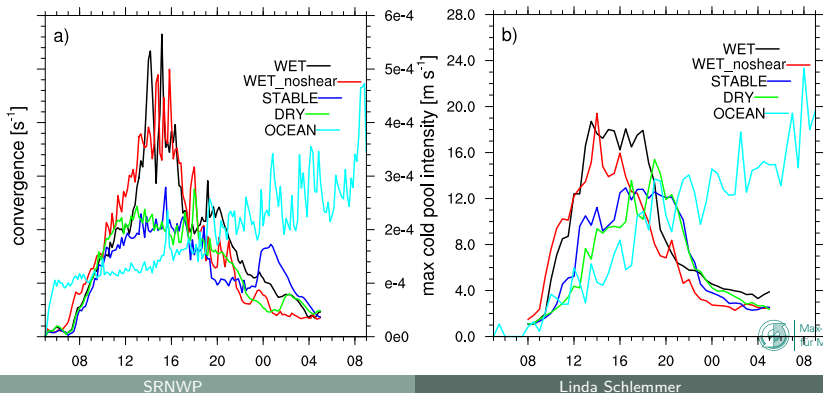 a)
convergence [s⁻¹]
WET
WET_noshear
STABLE
DRY
OCEAN
6e-4
5e-4
4e-4
3e-4
2e-4
e-4
0e0
08 12 16 20 00 04 08
b)
max cold pool intensity [m s⁻¹]
28.0
24.0
20.0
16.0
12.0
8.0
4.0
0.0
WET
WET_noshear
STABLE
DRY
OCEAN
08 12 16 20 00 04 08
Max-
für M
SRNWP Linda Schlemmer